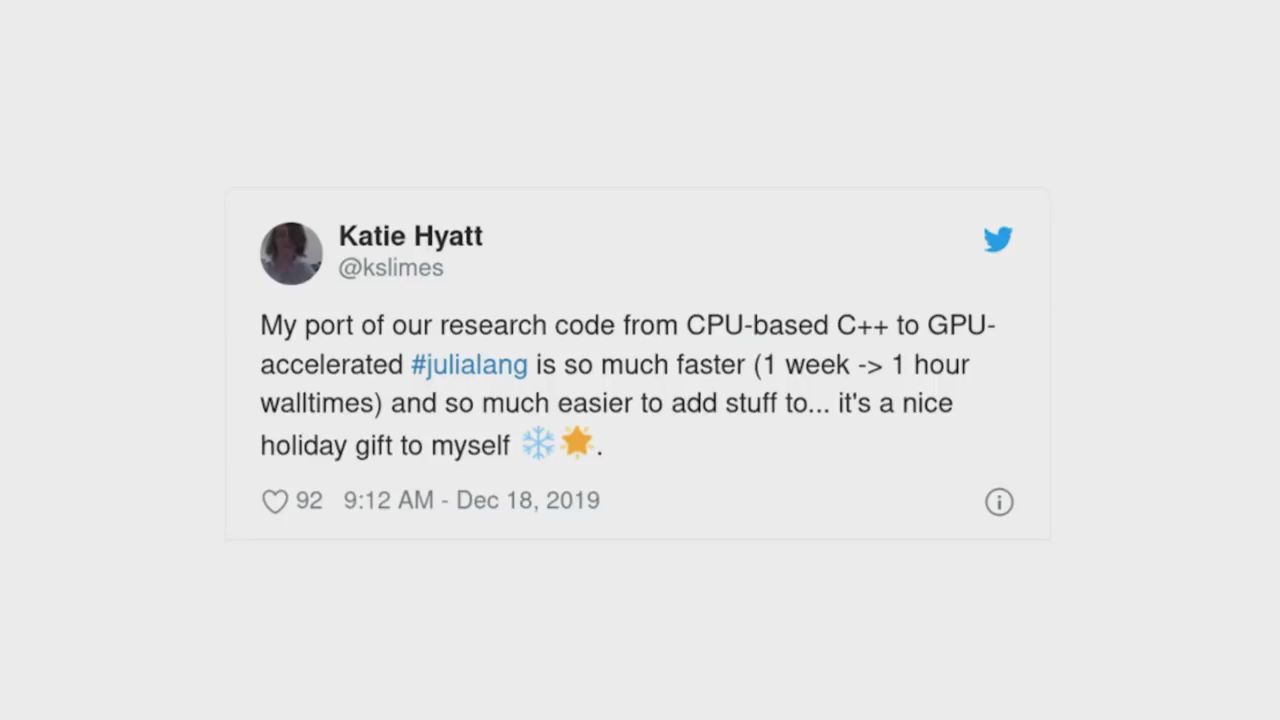 Katie Hyatt
@kslimes
My port of our research code from CPU-based C++ to GPU-
accelerated #julialang is so much faster (1 week -> 1 hour
walltimes) and so much easier to add stuff to... it's a nice
holiday gift to myself ❄️🌟.
92 9:12 AM - Dec 18, 2019